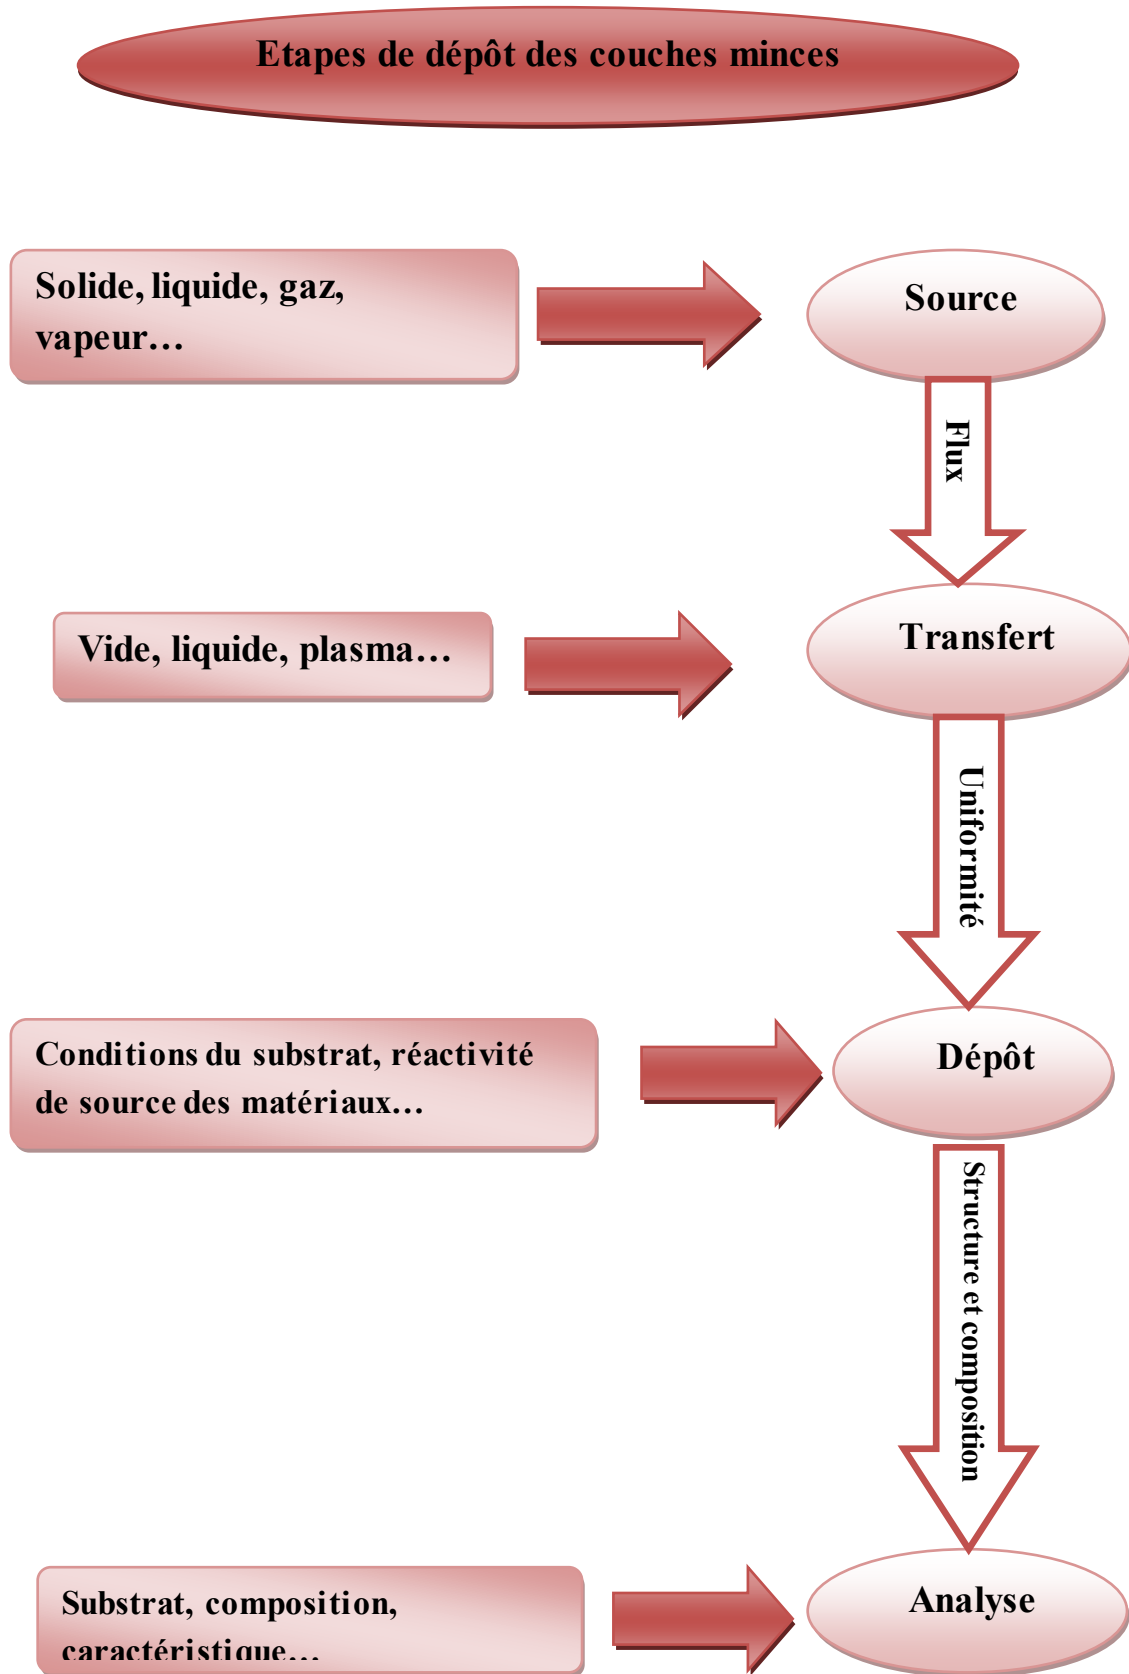 Etapes de dépôt des couches minces
Solide, liquide, gaz,
vapeur…
Source
Flux
Vide, liquide, plasma…
Transfert
Uniformité
Conditions du substrat, réactivité
de source des matériaux…
Dépôt
Structure et composition
Substrat, composition,
caractéristique…
Analyse